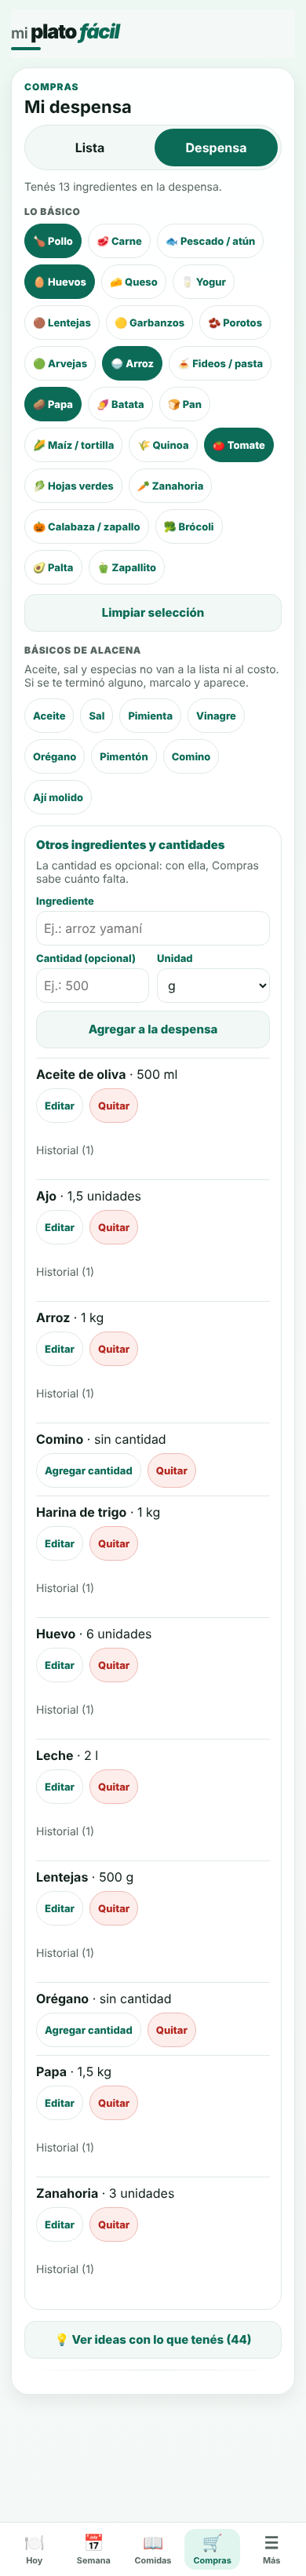 mi plato fácil
COMPRAS
Mi despensa
Lista Despensa
Tenés 13 ingredientes en la despensa.
LO BÁSICO
Pollo Carne Pescado / atún
Huevos Queso Yogur
Lentejas Garbanzos Porotos
Arvejas Arroz Fideos / pasta
Papa Batata Pan
Maíz / tortilla Quinoa Tomate
Hojas verdes Zanahoria
Calabaza / zapallo Brócoli
Palta Zapallito
Limpiar selección
BÁSICOS DE ALACENA
Aceite, sal y especias no van a la lista ni al costo.
Si se te terminó alguno, marcalo y aparece.
Aceite Sal Pimienta Vinagre
Orégano Pimentón Comino
Ají molido
Otros ingredientes y cantidades
La cantidad es opcional: con ella, Compras
sabe cuánto falta.
Ingrediente
Ej.: arroz yamaní
Cantidad (opcional) Unidad
Ej.: 500 g
Agregar a la despensa
Aceite de oliva · 500 ml
Editar Quitar
Historial (1)
Ajo · 1,5 unidades
Editar Quitar
Historial (1)
Arroz · 1 kg
Editar Quitar
Historial (1)
Comino · sin cantidad
Agregar cantidad Quitar
Harina de trigo · 1 kg
Editar Quitar
Historial (1)
Huevo · 6 unidades
Editar Quitar
Historial (1)
Leche · 2 l
Editar Quitar
Historial (1)
Lentejas · 500 g
Editar Quitar
Historial (1)
Orégano · sin cantidad
Agregar cantidad Quitar
Papa · 1,5 kg
Editar Quitar
Historial (1)
Zanahoria · 3 unidades
Editar Quitar
Historial (1)
Ver ideas con lo que tenés (44)
Hoy Semana Comidas Compras Más